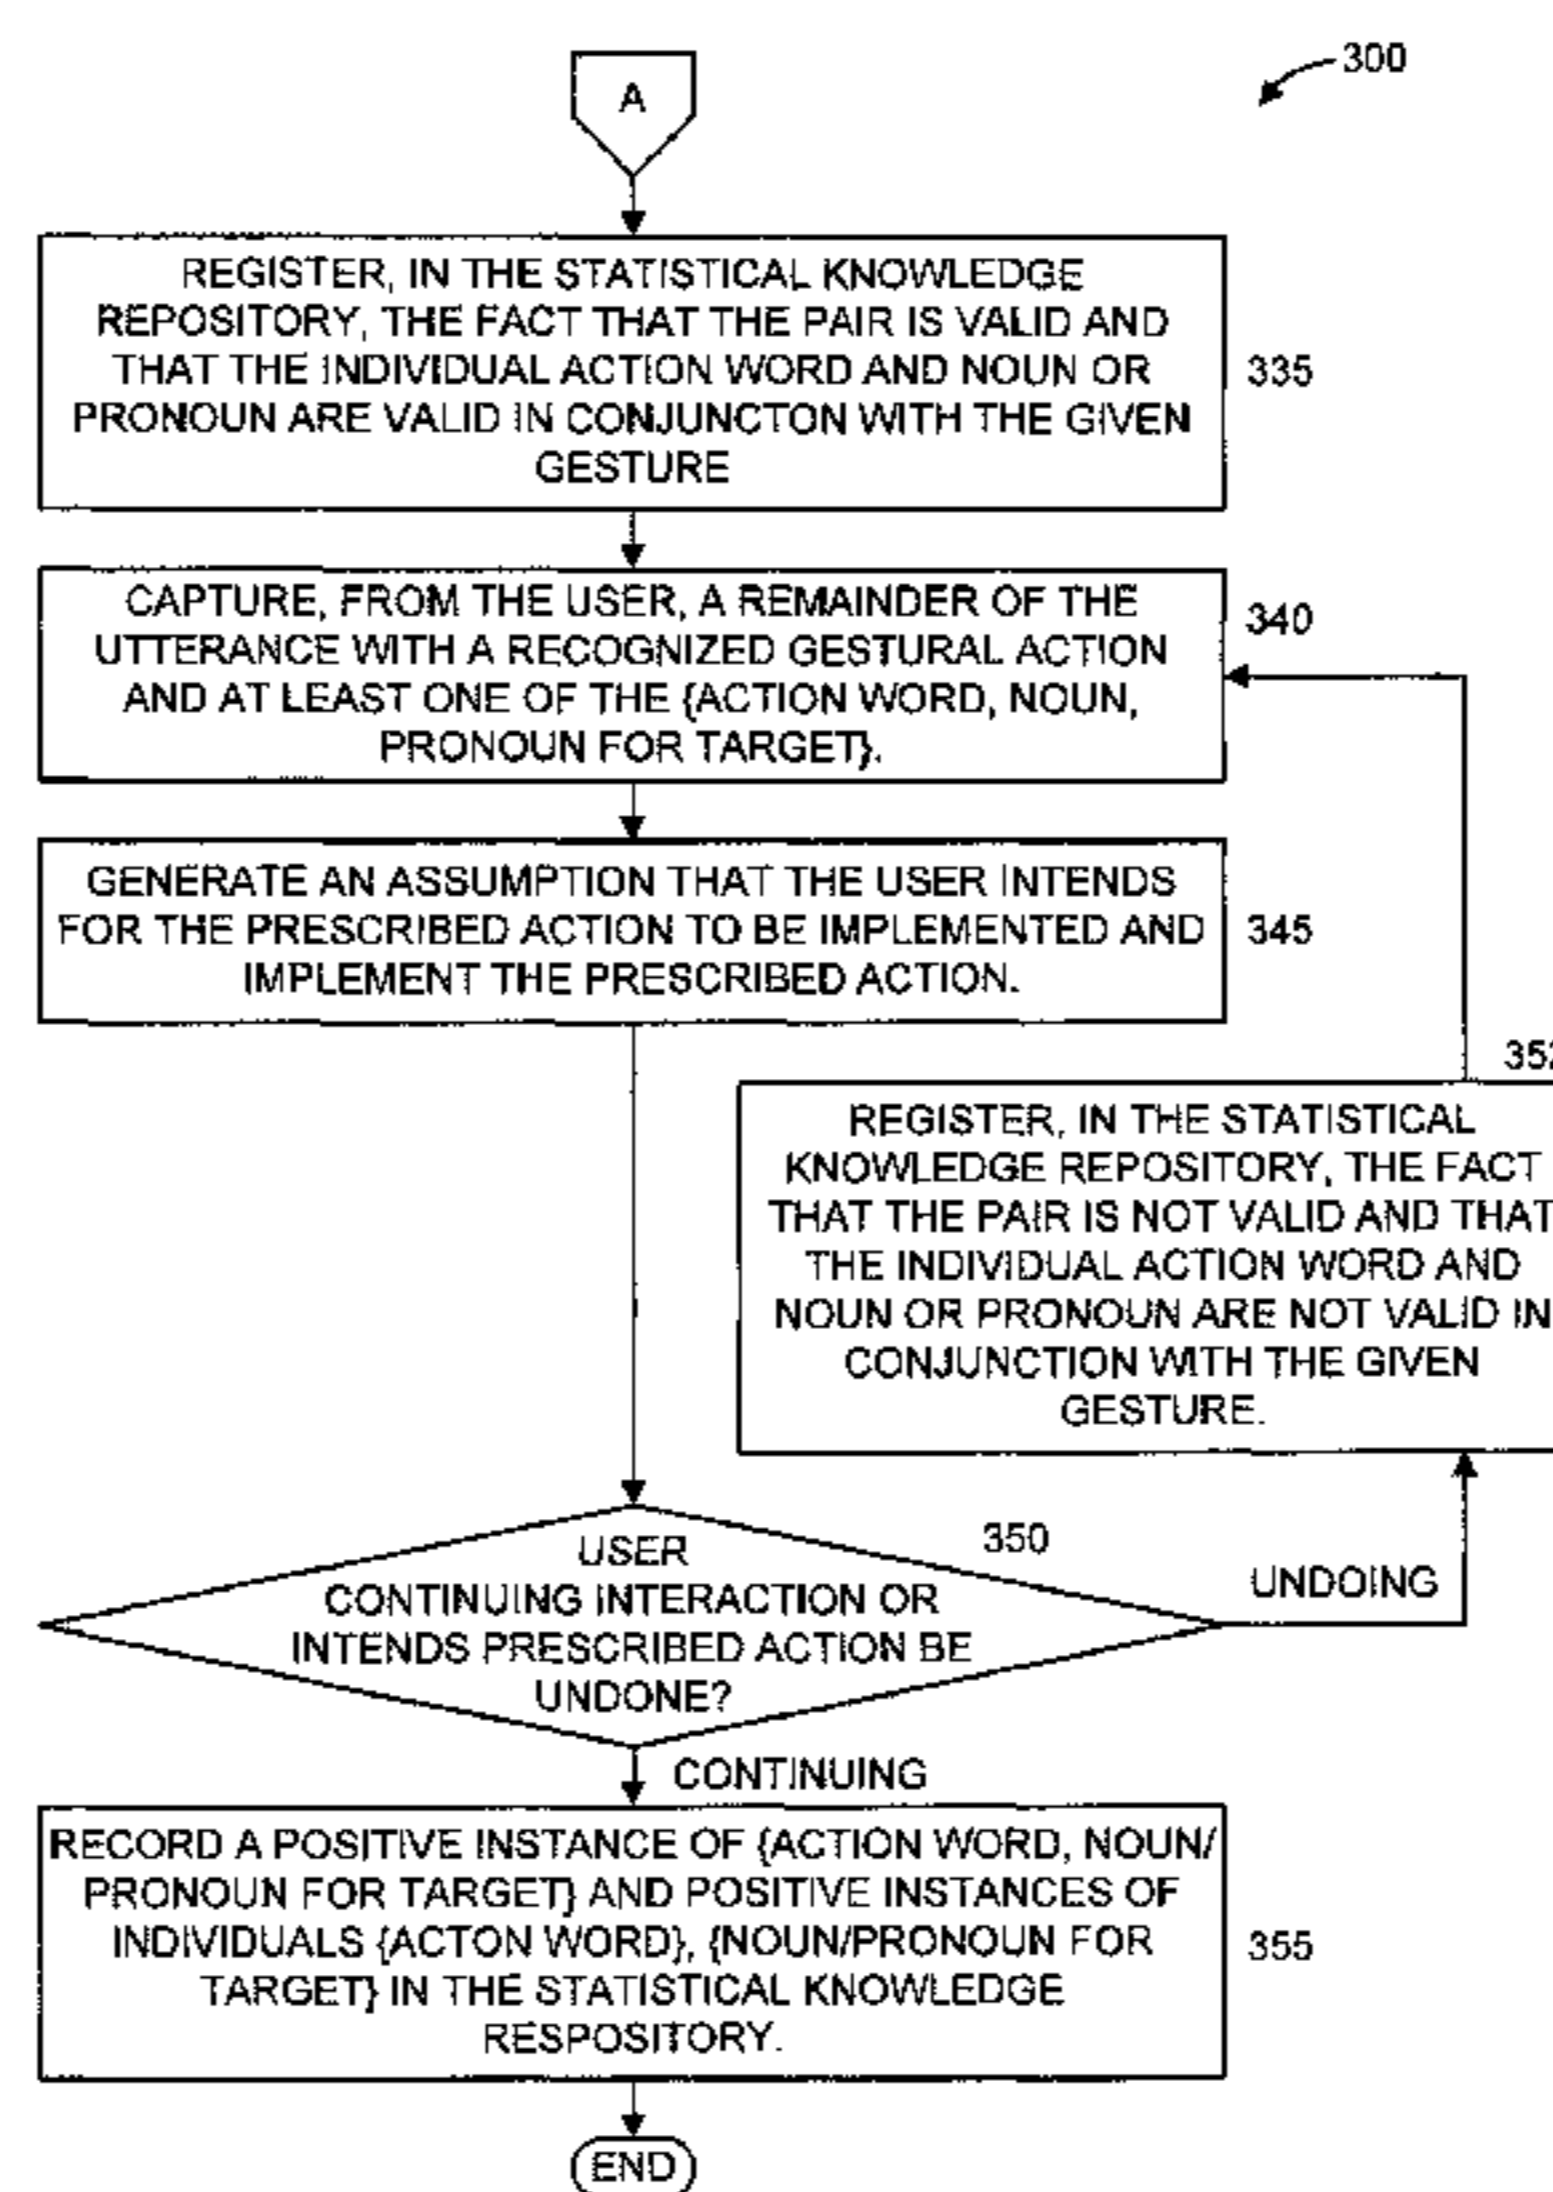 300
A
REGISTER, IN THE STATISTICAL KNOWLEDGE
REPOSITORY, THE FACT THAT THE PAIR IS VALID AND
THAT THE INDIVIDUAL ACTION WORD AND NOUN OR
PRONOUN ARE VALID IN CONJUNCTON WITH THE GIVEN
GESTURE
335
CAPTURE, FROM THE USER, A REMAINDER OF THE
UTTERANCE WITH A RECOGNIZED GESTURAL ACTION
AND AT LEAST ONE OF THE {ACTION WORD, NOUN,
PRONOUN FOR TARGET}.
340
GENERATE AN ASSUMPTION THAT THE USER INTENDS
FOR THE PRESCRIBED ACTION TO BE IMPLEMENTED AND
IMPLEMENT THE PRESCRIBED ACTION.
345
352
REGISTER, IN THE STATISTICAL
KNOWLEDGE REPOSITORY, THE FACT
THAT THE PAIR IS NOT VALID AND THAT
THE INDIVIDUAL ACTION WORD AND
NOUN OR PRONOUN ARE NOT VALID IN
CONJUNCTION WITH THE GIVEN
GESTURE.
350
USER
CONTINUING INTERACTION OR
INTENDS PRESCRIBED ACTION BE
UNDONE?
UNDOING
CONTINUING
RECORD A POSITIVE INSTANCE OF {ACTION WORD, NOUN/
PRONOUN FOR TARGET} AND POSITIVE INSTANCES OF
INDIVIDUALS {ACTON WORD}, {NOUN/PRONOUN FOR
TARGET} IN THE STATISTICAL KNOWLEDGE
RESPOSITORY.
355
END